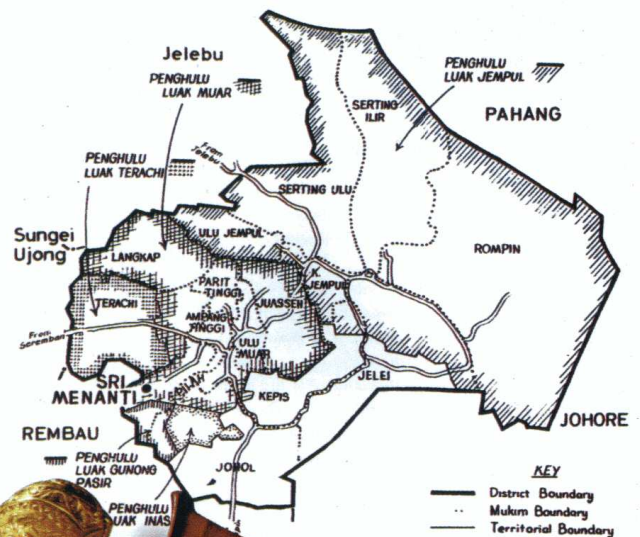 Jelebu
PENGHULU
LUAK MUAR
PENGHULU
LUAK JEMPUL
PAHANG
SERTING
ILIR
From
Jelebu
PENGHULU
LUAK TERACHI
SERTING ULU
Sungei
Ujong
ULU JEMPUL
LANGKAP
ROMPIN
PARIT
TINGGI
K.
JEMPUL
TERACHI
JUASSEH
AMPANG
TINGGI
From
Seremban
ULU
MUAR
SRI
MENANTI
JELEI
KEPIS
JOHORE
REMBAU
PENGHULU
LUAK GUNONG
PASIR
JOHOL
PENGHULU
UAK INAS
KEY
District Boundary
Mukim Boundary
Territorial Boundary